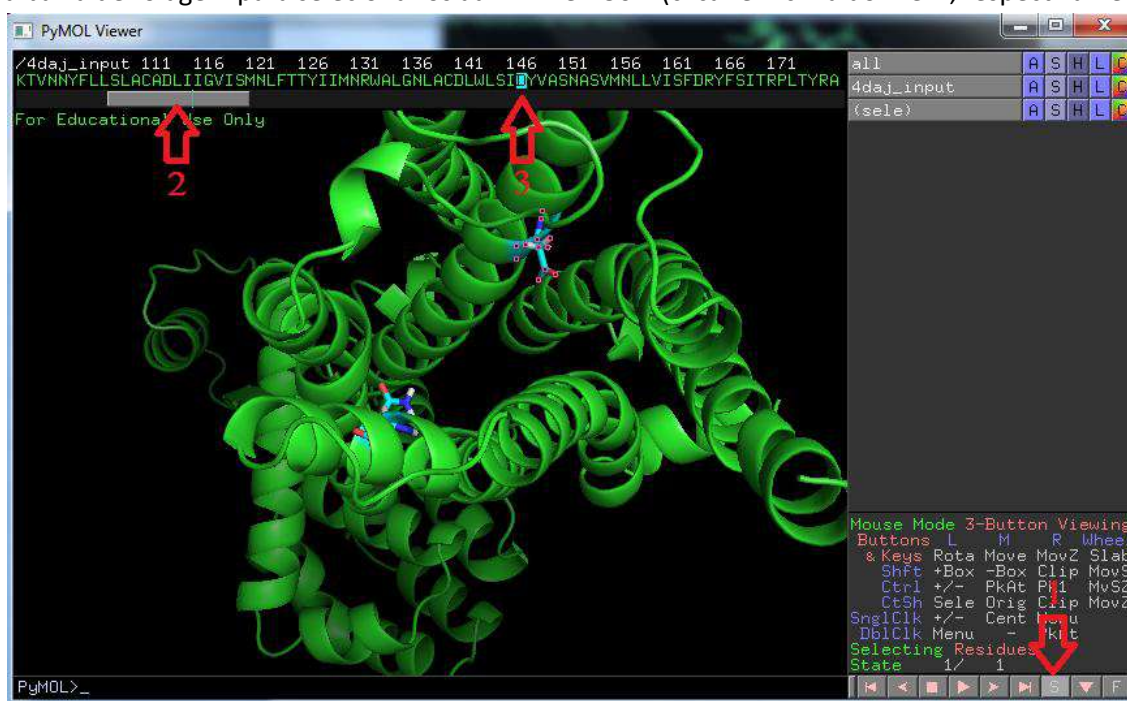 PyMOL Viewer
/4daj_input 111 116 121 126 131 136 141 146 151 156 161 166 171
KTVNNYFLLSLACADLIIGVISMNLFTTYIIMNRWALGNLACDLWLSIDYVASNASVMNLLVISFDRYFSITRPLTYRA
For Educational Use Only
2
3
all A S H L C
4daj_input A S H L C
(sele) A S H L C
Mouse Mode 3-Button Viewing
Buttons L M R Whee
& Keys Rota Move MovZ Slab
Shft +Box -Box Clip MovS
Ctrl +/- PkAt Pk1 MvSZ
CtSh Sele Orig Clip MovZ
SnglClk +/- Cent Menu
DblClk Menu - PkAt
Selecting Residues
State 1/ 1
1
PyMOL>_
S F